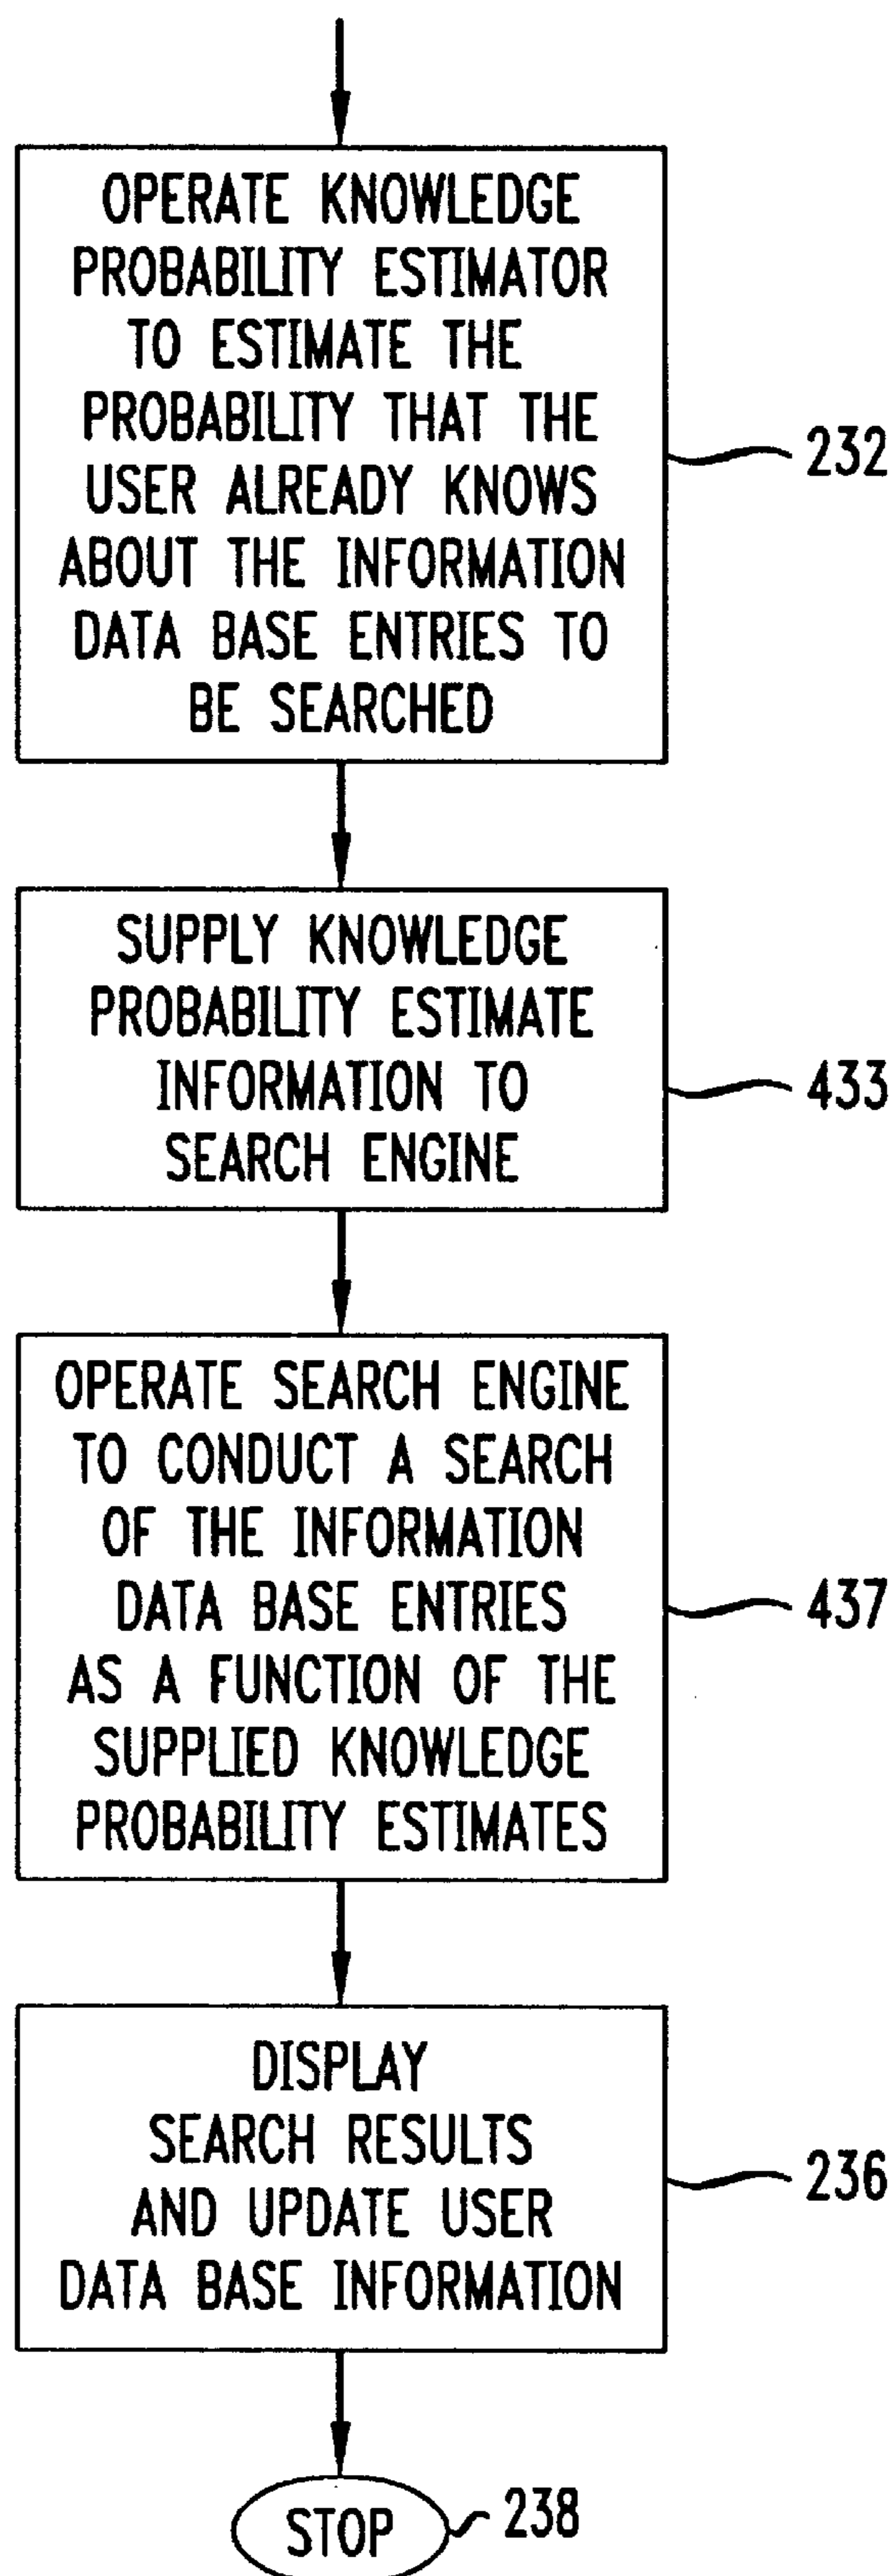 OPERATE KNOWLEDGE
PROBABILITY ESTIMATOR
TO ESTIMATE THE
PROBABILITY THAT THE
USER ALREADY KNOWS
ABOUT THE INFORMATION
DATA BASE ENTRIES TO
BE SEARCHED
232
SUPPLY KNOWLEDGE
PROBABILITY ESTIMATE
INFORMATION TO
SEARCH ENGINE
433
OPERATE SEARCH ENGINE
TO CONDUCT A SEARCH
OF THE INFORMATION
DATA BASE ENTRIES
AS A FUNCTION OF THE
SUPPLIED KNOWLEDGE
PROBABILITY ESTIMATES
437
DISPLAY
SEARCH RESULTS
AND UPDATE USER
DATA BASE INFORMATION
236
STOP
238